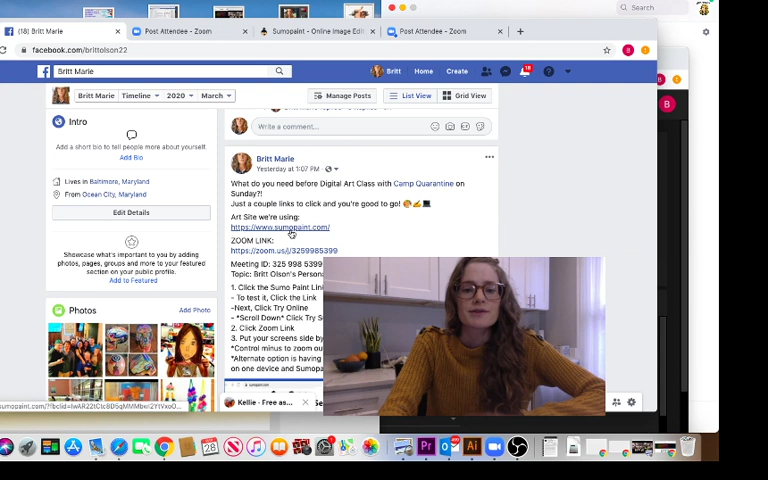 Search
(18) Britt Marie
Post Attendee - Zoom
Sumopaint - Online Image Edi
Post Attendee - Zoom
facebook.com/brittolson22
B
Britt Marie
Britt
Home
Create
18
Britt Marie
Timeline
2020
March
Manage Posts
List View
Grid View
B
Intro
Add a short bio to tell people more about yourself.
Add Bio
Lives in Baltimore, Maryland
From Ocean City, Maryland
Edit Details
Showcase what's important to you by adding
photos, pages, groups and more to your featured
section on your public profile.
Add to Featured
Photos
Add Photo
Write a comment...
Britt Marie
Yesterday at 1:07 PM
What do you need before Digital Art Class with Camp Quarantine on
Sunday?!
Just a couple links to click and you're good to go!
Art Site we're using:
https://www.sumopaint.com/
ZOOM LINK:
https://zoom.us/j/3259985399
Meeting ID: 325 998 5399
Topic: Britt Olson's Persona
1. Click the Sumo Paint Lin
- To test it, Click the Link
-Next, Click Try Online
- *Scroll Down* Click Try S
2. Click Zoom Link
3. Put your screens side by
*Control minus to zoom ou
*Alternate option is having
on one device and Sumopa
Kellie - Free as...
28
Pr
Ai